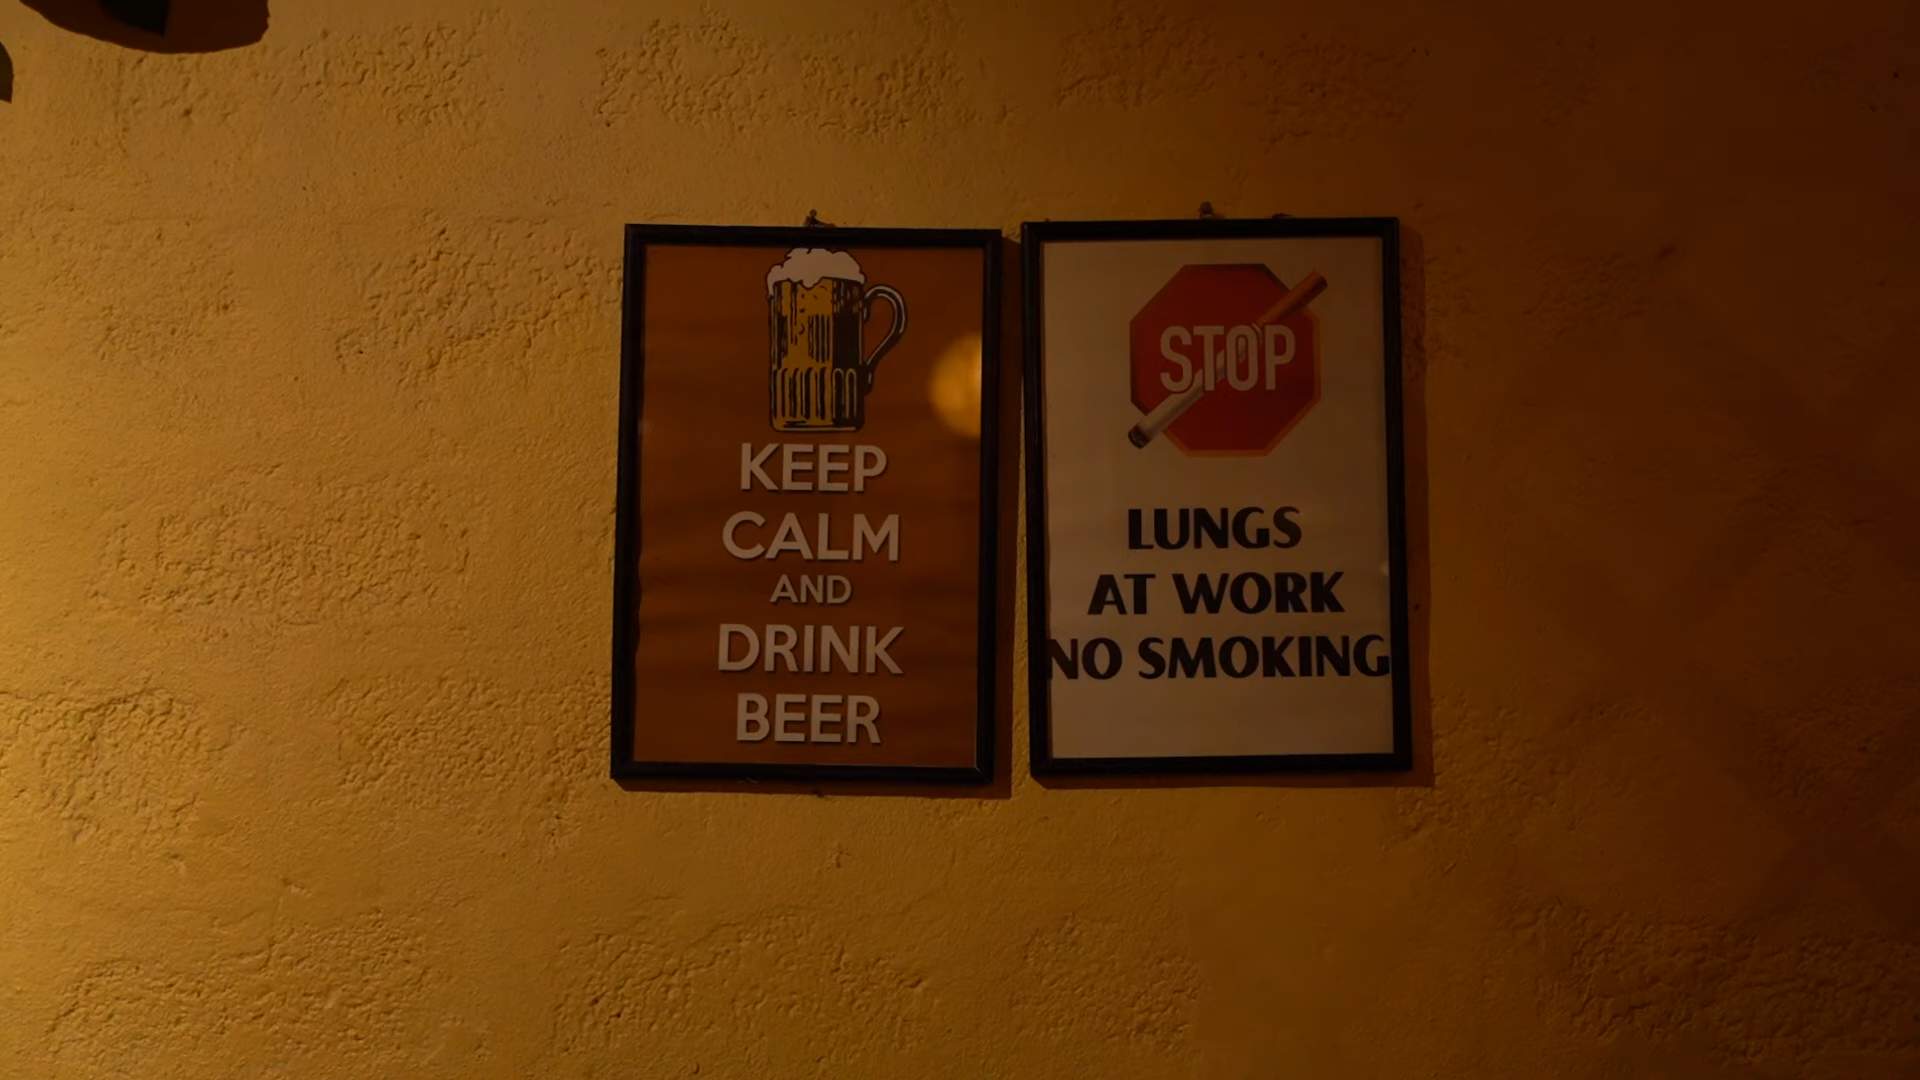 KEEP
CALM
AND
DRINK
BEER
STOP
LUNGS
AT WORK
NO SMOKING